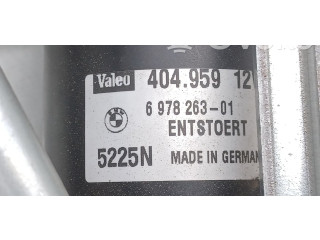 Valeo 404.959 12
6 978 263-01
ENTSTOERT
5225N MADE IN GERMAN